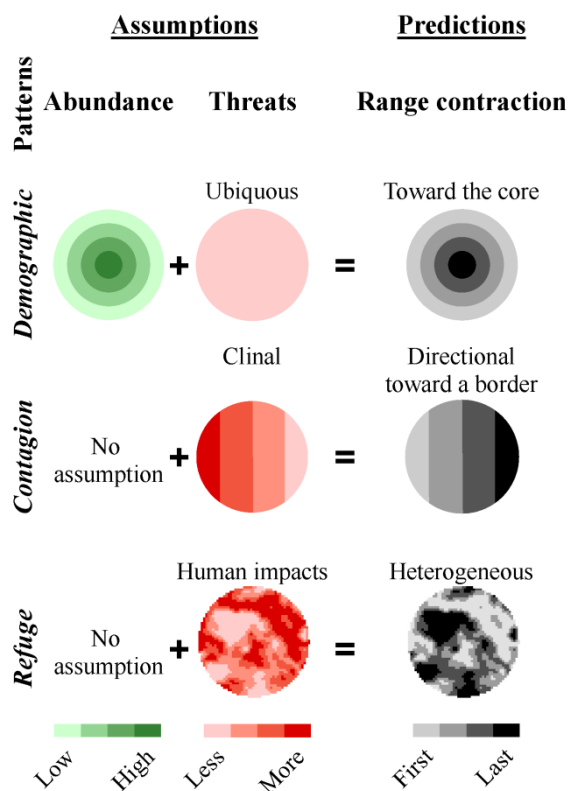 Assumptions Predictions
Patterns
Abundance Threats Range contraction
Ubiquous Toward the core
Demographic
+ =
Clinal Directional
toward a border
Contagion
No
assumption + =
Human impacts Heterogeneous
Refuge
No
assumption + =
Low High Less More First Last